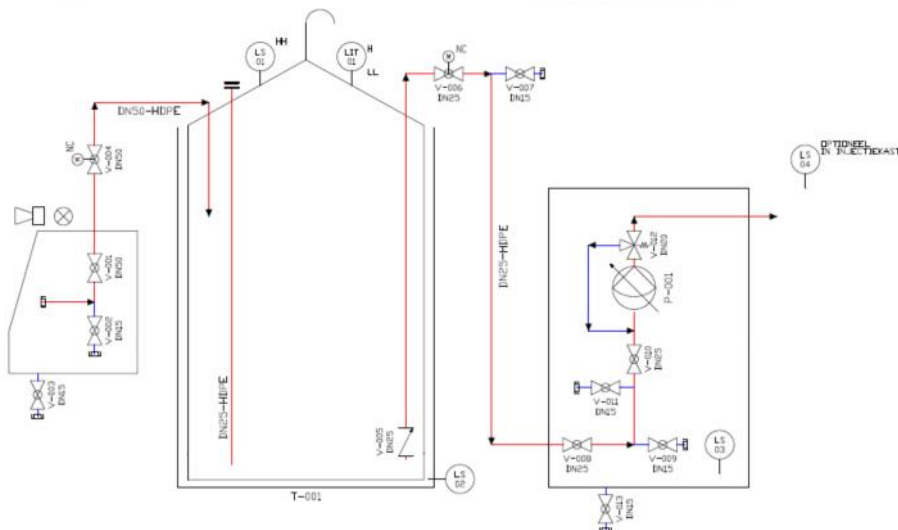 LS
01
HH
LIT
01
H
LL
NC
M
V-006
DN25
V-007
DN15
DN50-HDPE
NC
M
V-004
DN50
V-001
DN50
V-002
DN15
V-003
DN15
DN25-HDPE
V-005
DN25
LS
02
T-001
DN25-HDPE
LS
04
OPTIONEEL
IN INJECTIEKAST
V-012
DN20
P-001
V-010
DN25
V-011
DN15
V-008
DN25
V-009
DN15
LS
03
V-013
DN15